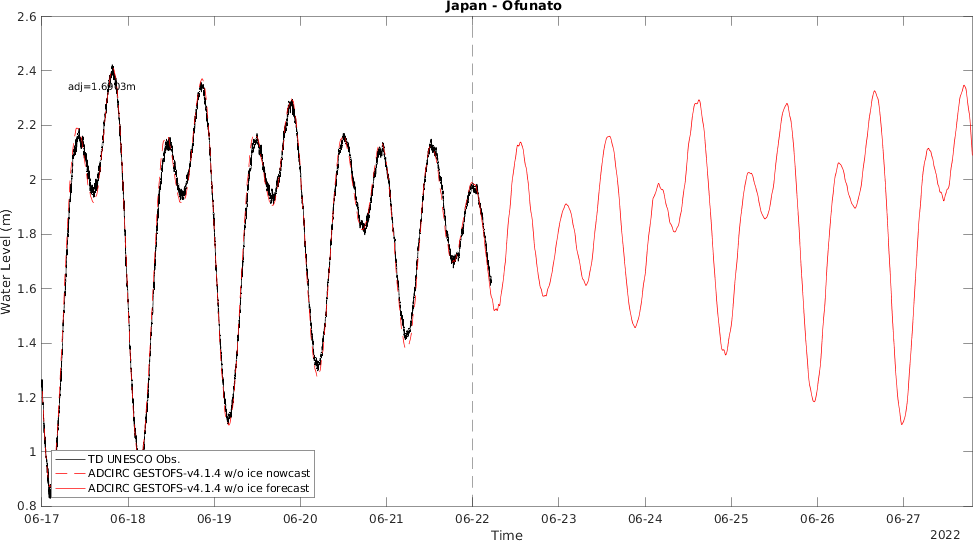 Japan - Ofunato
2.6
2.4
adj=1.6903m
2.2
2
1.8
1.6
1.4
1.2
1
0.8
Water Level (m)
TD UNESCO Obs.
ADCIRC GESTOFS-v4.1.4 w/o ice nowcast
ADCIRC GESTOFS-v4.1.4 w/o ice forecast
06-17 06-18 06-19 06-20 06-21 06-22 06-23 06-24 06-25 06-26 06-27
Time
2022